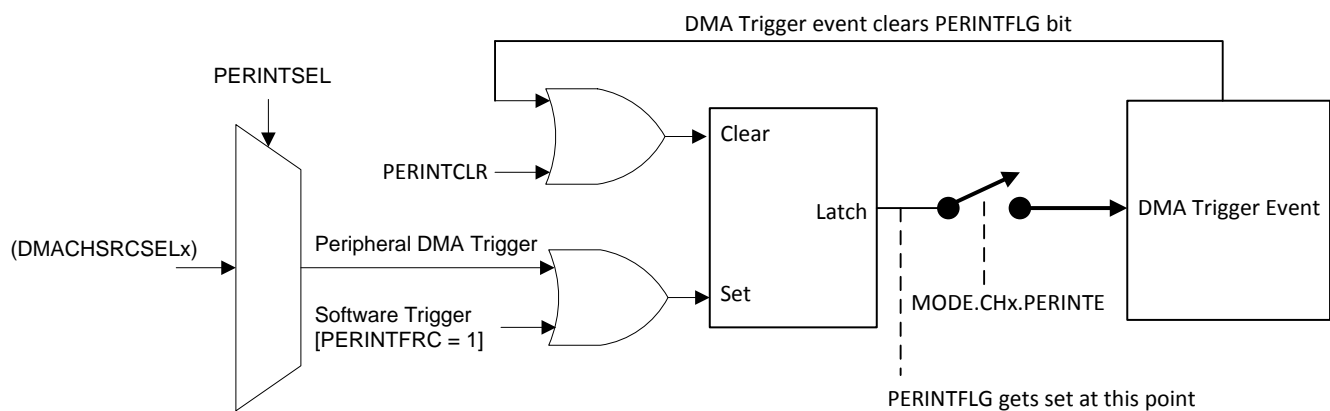 DMA Trigger event clears PERINTFLG bit
PERINTSEL
Clear
PERINTCLR
Latch
DMA Trigger Event
(DMACHSRCSELx)
Peripheral DMA Trigger
Set
MODE.CHx.PERINTE
Software Trigger
[PERINTFRC = 1]
PERINTFLG gets set at this point